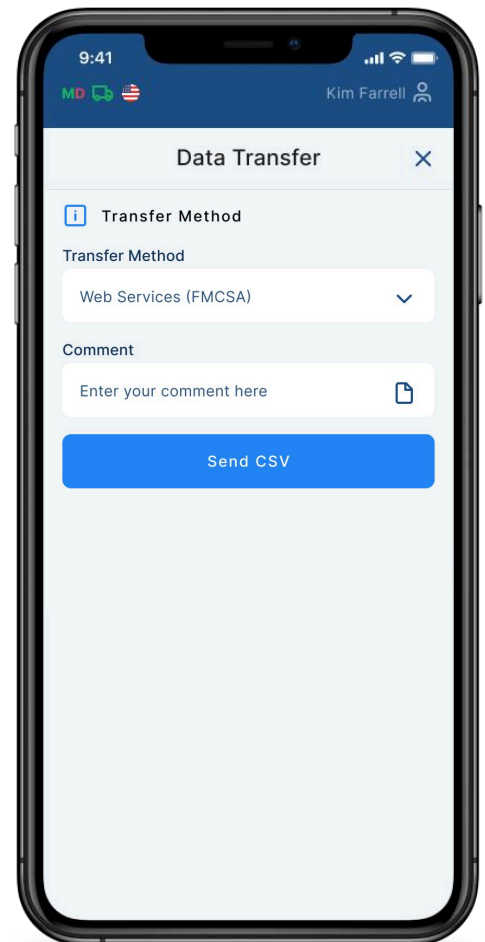 9:41
MD
Kim Farrell
Data Transfer
i Transfer Method
Transfer Method
Web Services (FMCSA)
Comment
Enter your comment here
Send CSV